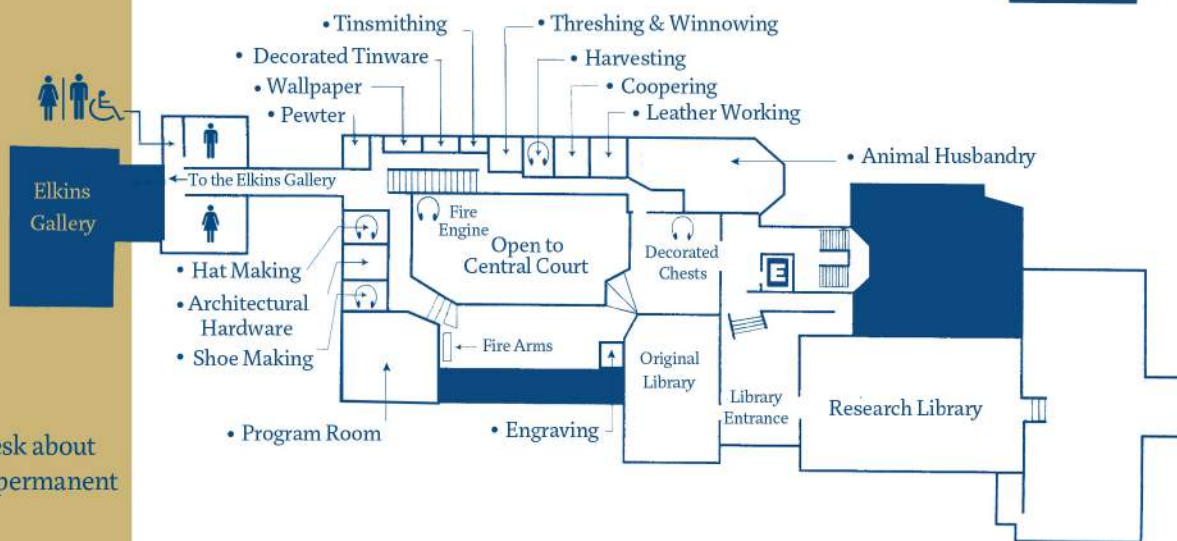 • Tinsmithing
• Threshing & Winnowing
• Decorated Tinware
• Harvesting
• Wallpaper
• Coopering
• Pewter
• Leather Working
• Animal Husbandry
To the Elkins Gallery
Elkins
Gallery
Fire
Engine
Open to
Central Court
Decorated
Chests
E
• Hat Making
• Architectural
Hardware
• Shoe Making
Fire Arms
Original
Library
Library
Entrance
Research Library
• Program Room
• Engraving
esk about
permanent